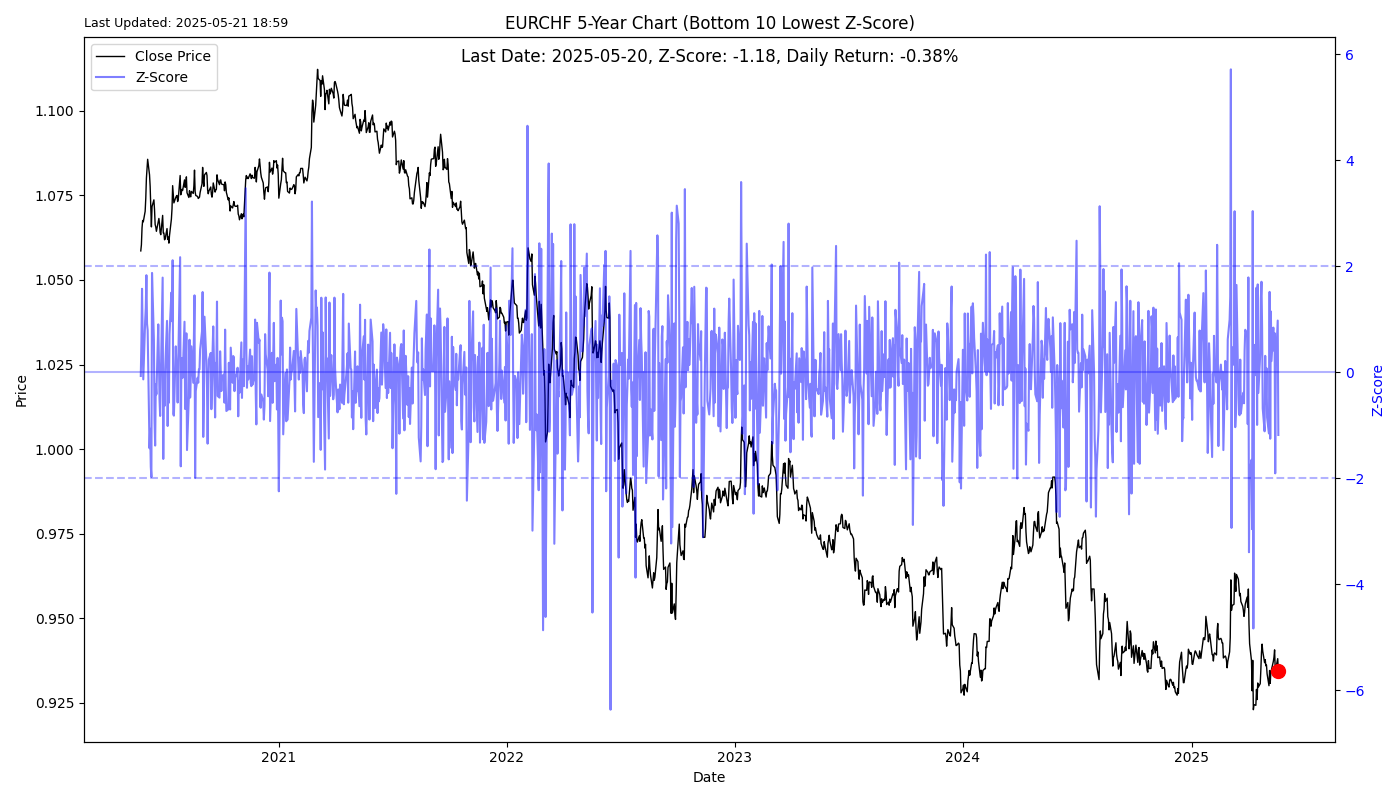 Last Updated: 2025-05-21 18:59
EURCHF 5-Year Chart (Bottom 10 Lowest Z-Score)
Last Date: 2025-05-20, Z-Score: -1.18, Daily Return: -0.38%
Close Price
Z-Score
1.100
1.075
1.050
1.025
1.000
0.975
0.950
0.925
Price
6
4
2
0
−2
−4
−6
Z-Score
2021
2022
2023
2024
2025
Date